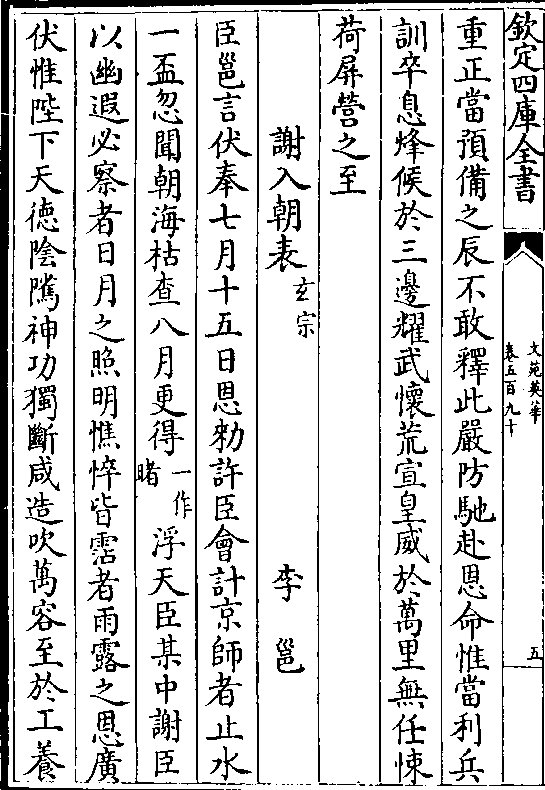 欽定四庫全書
文苑英華
卷五百九十
五
重正當預備之辰不敢釋此嚴防馳赴恩命惟當利兵
訓卒息烽候於三邊耀武懷荒宣皇威於萬里無任悚
荷屏營之至
謝入朝表玄宗 李邕
臣邕言伏奉七月十五日恩勅許臣會計京師者止水
一盃忽聞朝海枯查八月更得一作睹浮天臣某中謝臣
以幽遐必察者日月之照明憔悴皆霑者雨露之恩廣
伏惟陛下天德陰隲神功獨斷咸造吹萬容至於工養